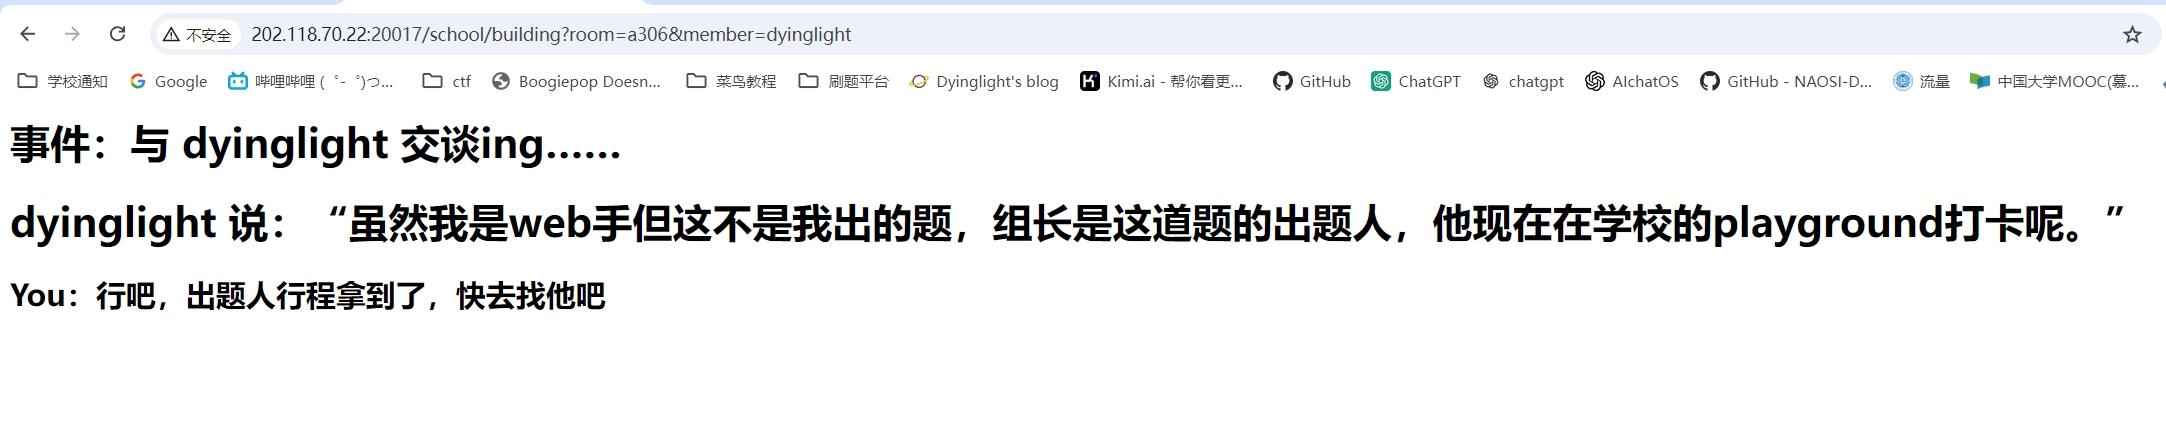 不安全 202.118.70.22:20017/school/building?room=a306&member=dyinglight
学校通知 Google 哔哩哔哩 (゜-゜)つ... ctf Boogiepop Doesn... 菜鸟教程 刷题平台 Dyinglight's blog Kimi.ai - 帮你看更... GitHub ChatGPT chatgpt AIchatOS GitHub - NAOSI-D... 流量 中国大学MOOC(慕...
事件：与 dyinglight 交谈ing……
dyinglight 说：“虽然我是web手但这不是我出的题，组长是这道题的出题人，他现在在学校的playground打卡呢。”
You：行吧，出题人行程拿到了，快去找他吧